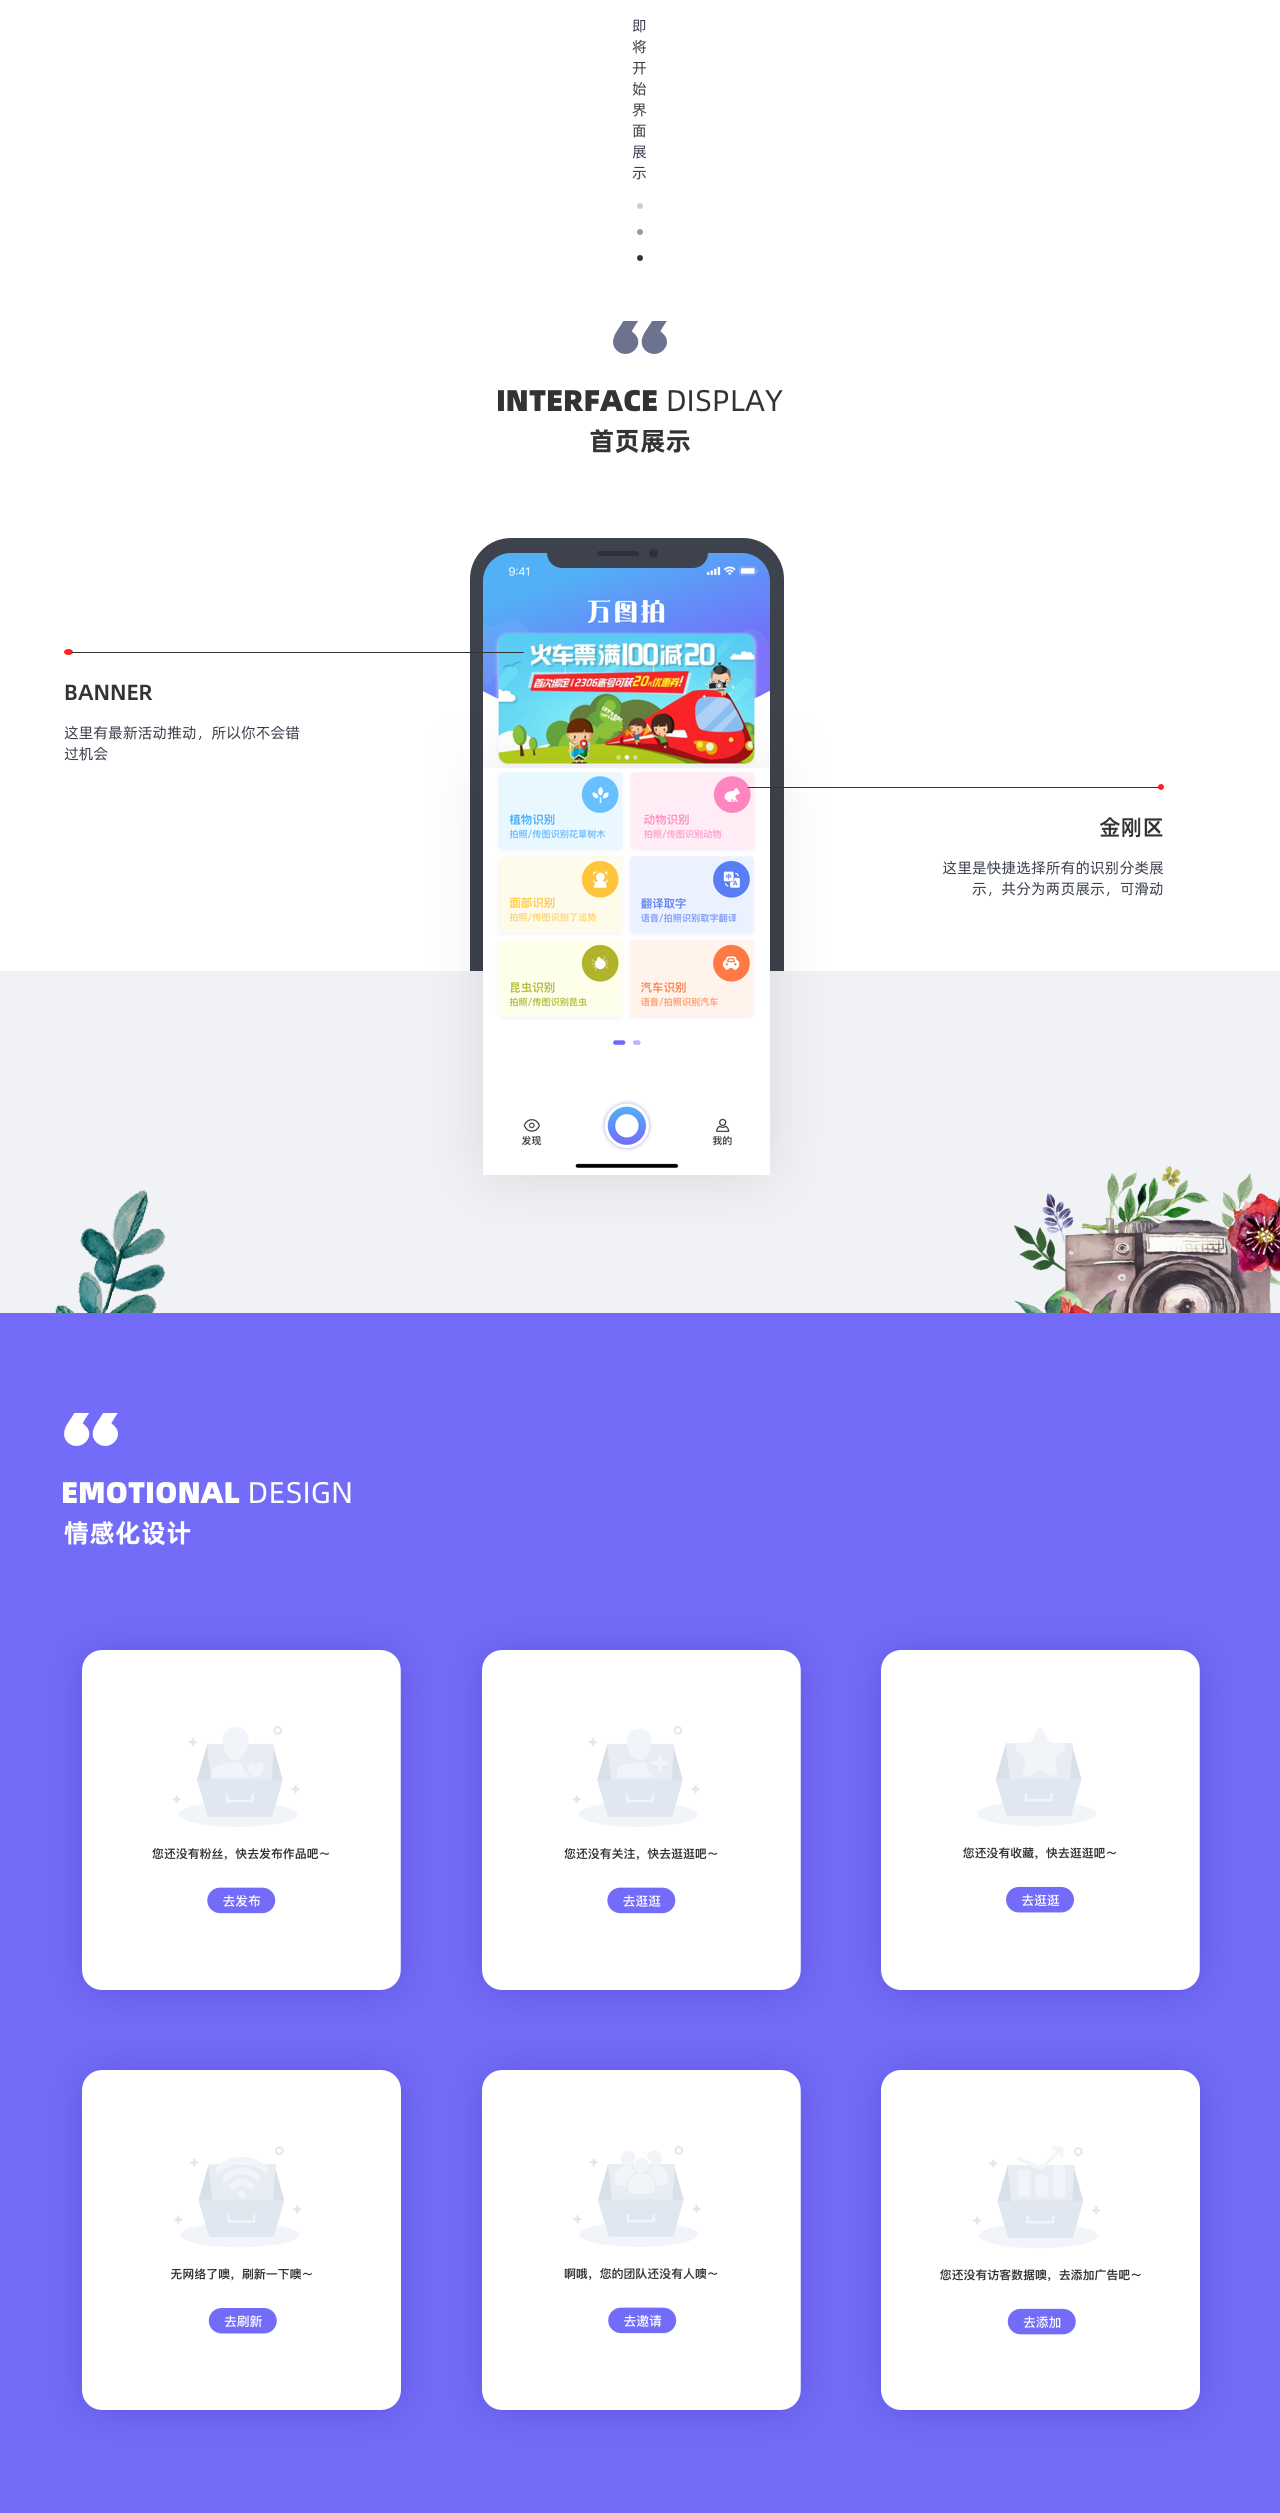 即
将
开
始
界
面
展
示
INTERFACE DISPLAY
首页展示
9:41
万图拍
火车票满100减20
首次绑定12306账号可获20元优惠券!
BANNER
这里有最新活动推动，所以你不会错
过机会
植物识别
拍照/传图识别花草树木
动物识别
拍照/传图识别动物
金刚区
这里是快捷选择所有的识别分类展
示，共分为两页展示，可滑动
面部识别
拍照/传图识别了运势
翻译取字
语音/拍照识别取字翻译
昆虫识别
拍照/传图识别昆虫
汽车识别
语音/拍照识别汽车
发现
我的
EMOTIONAL DESIGN
情感化设计
您还没有粉丝，快去发布作品吧～
去发布
您还没有关注，快去逛逛吧～
去逛逛
您还没有收藏，快去逛逛吧～
去逛逛
无网络了噢，刷新一下噢～
去刷新
啊哦，您的团队还没有人噢～
去邀请
您还没有访客数据噢，去添加广告吧～
去添加